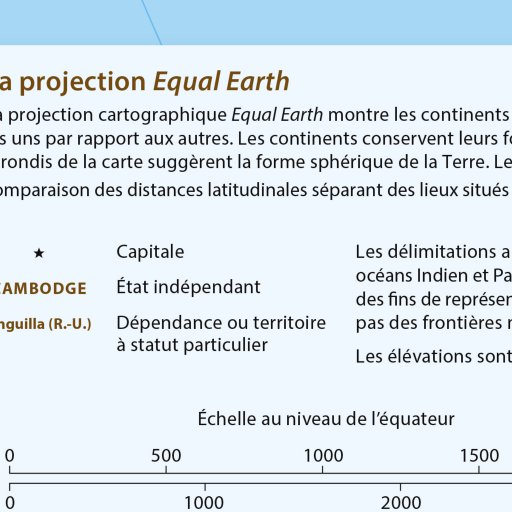 a projection Equal Earth
a projection cartographique Equal Earth montre les continents
s uns par rapport aux autres. Les continents conservent leurs fo
rondis de la carte suggèrent la forme sphérique de la Terre. Le
omparaison des distances latitudinales séparant des lieux situés
Capitale
CAMBODGE État indépendant
nguilla (R.-U.) Dépendance ou territoire
à statut particulier
Les délimitations a
océans Indien et Pa
des fins de représen
pas des frontières
Les élévations sont
Échelle au niveau de l'équateur
0 500 1000 1500
0 1000 2000